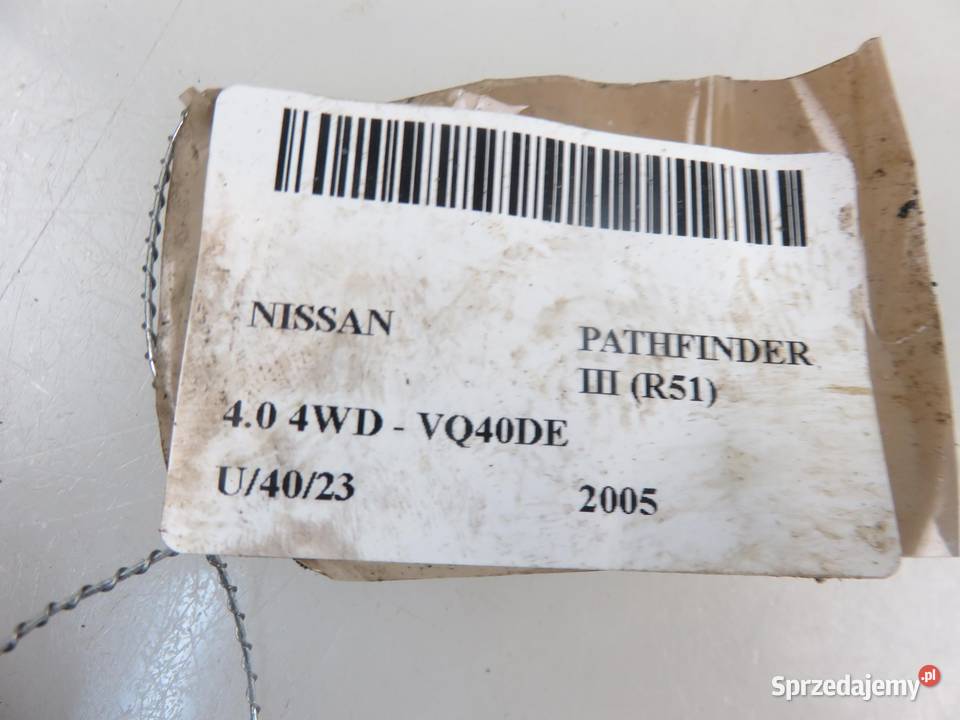 NISSAN
PATHFINDER
III (R51)
4.0 4WD - VQ40DE
U/40/23
2005
Sprzedajemy.pl